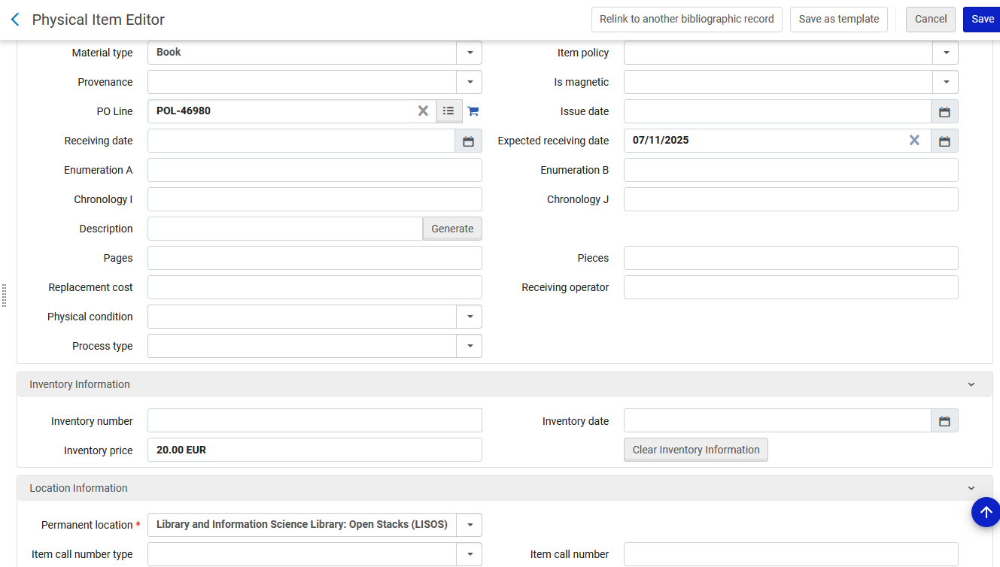 Physical Item Editor
Relink to another bibliographic record Save as template Cancel Save
Material type Book Item policy
Provenance Is magnetic
PO Line POL-46980 Issue date
Receiving date Expected receiving date 07/11/2025
Enumeration A Enumeration B
Chronology I Chronology J
Description Generate
Pages Pieces
Replacement cost Receiving operator
Physical condition
Process type
Inventory Information
Inventory number Inventory date
Inventory price 20.00 EUR Clear Inventory Information
Location Information
Permanent location * Library and Information Science Library: Open Stacks (LISOS)
Item call number type Item call number